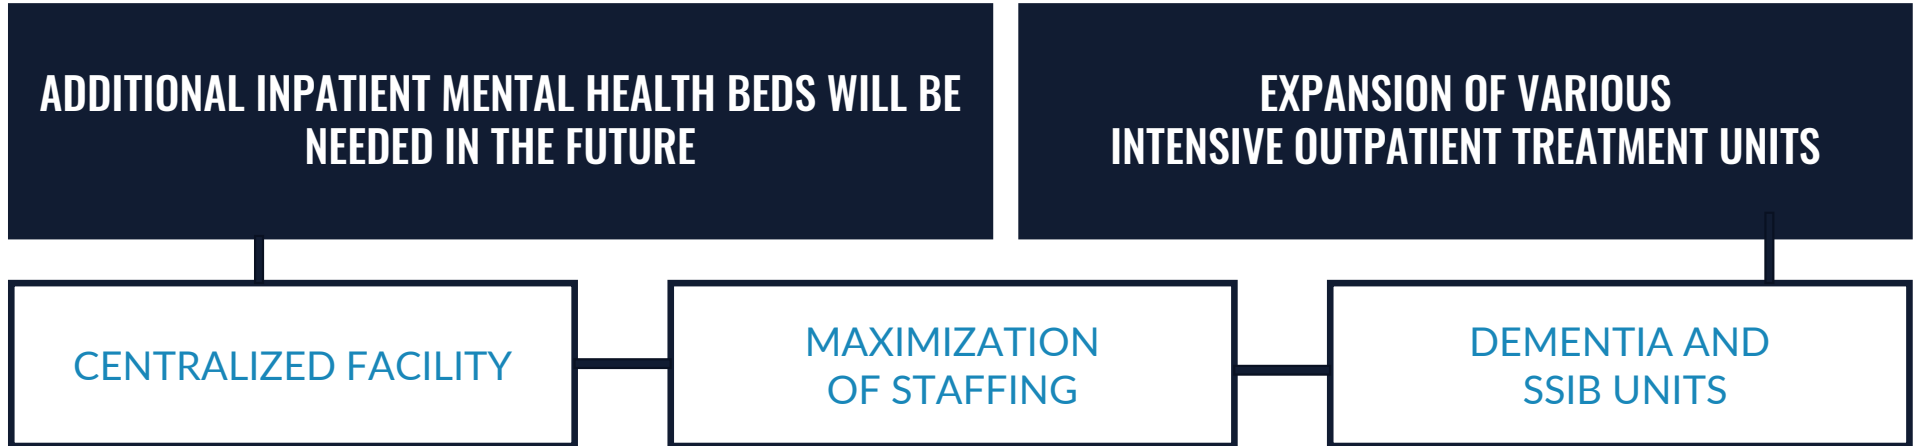 ADDITIONAL INPATIENT MENTAL HEALTH BEDS WILL BE
NEEDED IN THE FUTURE
EXPANSION OF VARIOUS
INTENSIVE OUTPATIENT TREATMENT UNITS
CENTRALIZED FACILITY
MAXIMIZATION
OF STAFFING
DEMENTIA AND
SSIB UNITS